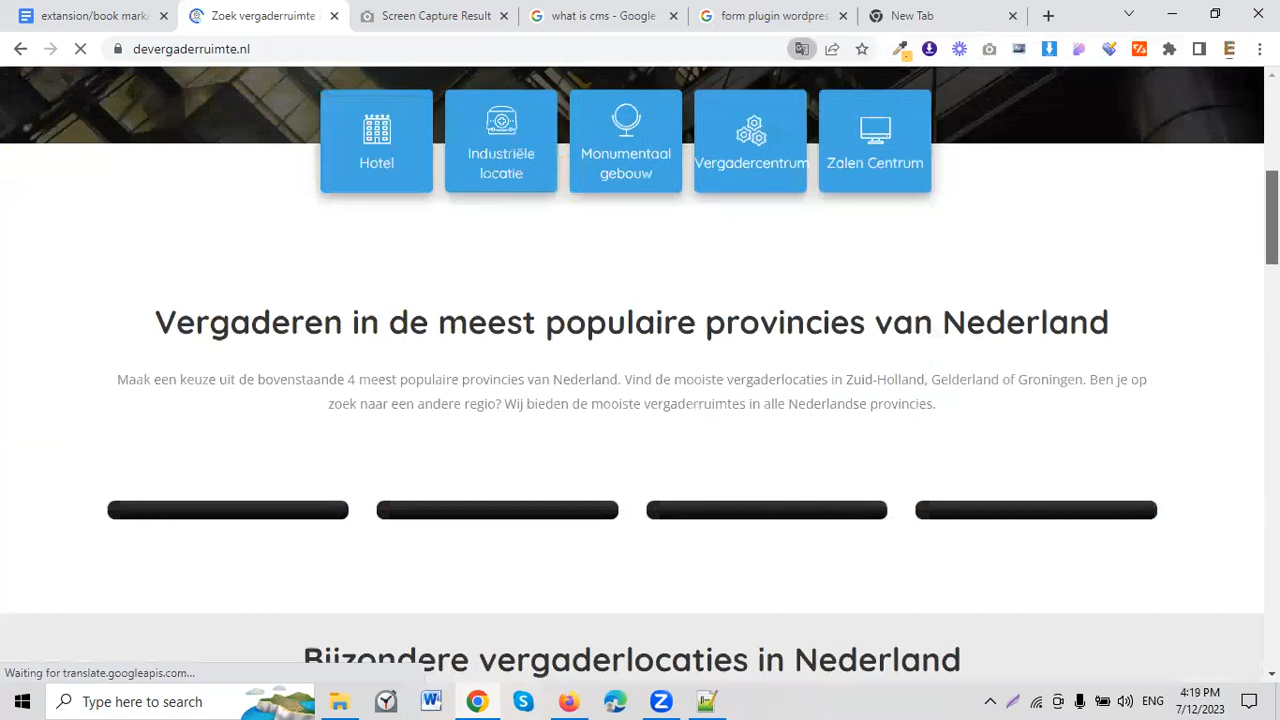 extansion/book mark
Zoek vergaderruimte
Screen Capture Result
what is cms - Google
form plugin wordpres
New Tab
devergaderruimte.nl
Hotel
Industriële
locatie
Monumentaal
gebouw
Vergadercentrum
Zalen Centrum
Vergaderen in de meest populaire provincies van Nederland
Maak een keuze uit de bovenstaande 4 meest populaire provincies van Nederland. Vind de mooiste vergaderlocaties in Zuid-Holland, Gelderland of Groningen. Ben je op
zoek naar een andere regio? Wij bieden de mooiste vergaderruimtes in alle Nederlandse provincies.
Bijzondere vergaderlocaties in Nederland
Waiting for translate.googleapis.com...
Type here to search
ENG
4:19 PM
7/12/2023